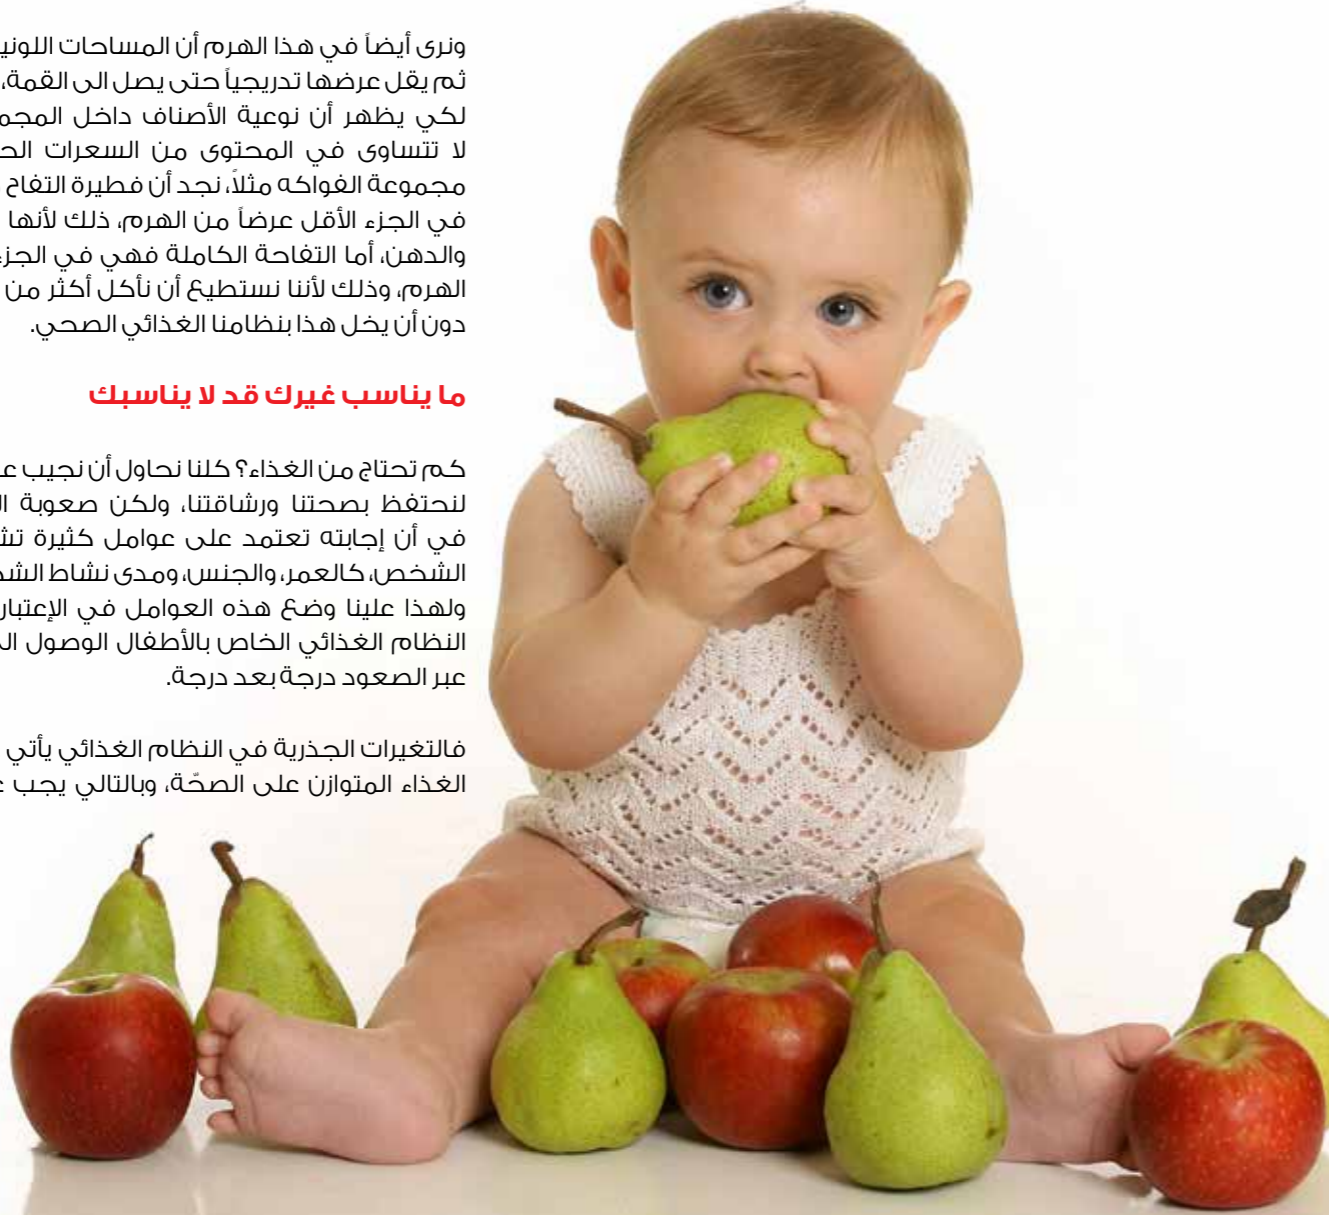 ونرى أيضاً في هذا الهرم أن المساحات اللونية
ثم يقل عرضها تدريجياً حتى يصل الى القمة،
لكي يظهر أن نوعية الأصناف داخل
لا تتساوى في المحتوى من السعرات
مجموعة الفواكه مثلاً، نجد أن فطيرة التفاح
في الجزء الأقل عرضاً من الهرم، ذلك لأنها
والدهن، أما التفاحة الكاملة فهي في
الهرم، وذلك لأننا نستطيع أن نأكل أكثر من
دون أن يخل هذا بنظامنا الغذائي الصحي.
ما يناسب غيرك قد لا يناسبك
كم تحتاج من الغذاء؟ كلنا نحاول أن نجيب
لنحتفظ بصحتنا ورشاقتنا، ولكن صعوبة
في أن إجابته تعتمد على عوامل كثيرة
الشخص، كالعمر، والجنس، ومدى نشاط
ولهذا علينا وضع هذه العوامل في الإعتبار
النظام الغذائي الخاص بالأطفال الوصول
عبر الصعود درجة بعد درجة.
فالتغيرات الجذرية في النظام الغذائي يأتي
الغذاء المتوازن على الصحّة، وبالتالي يجب